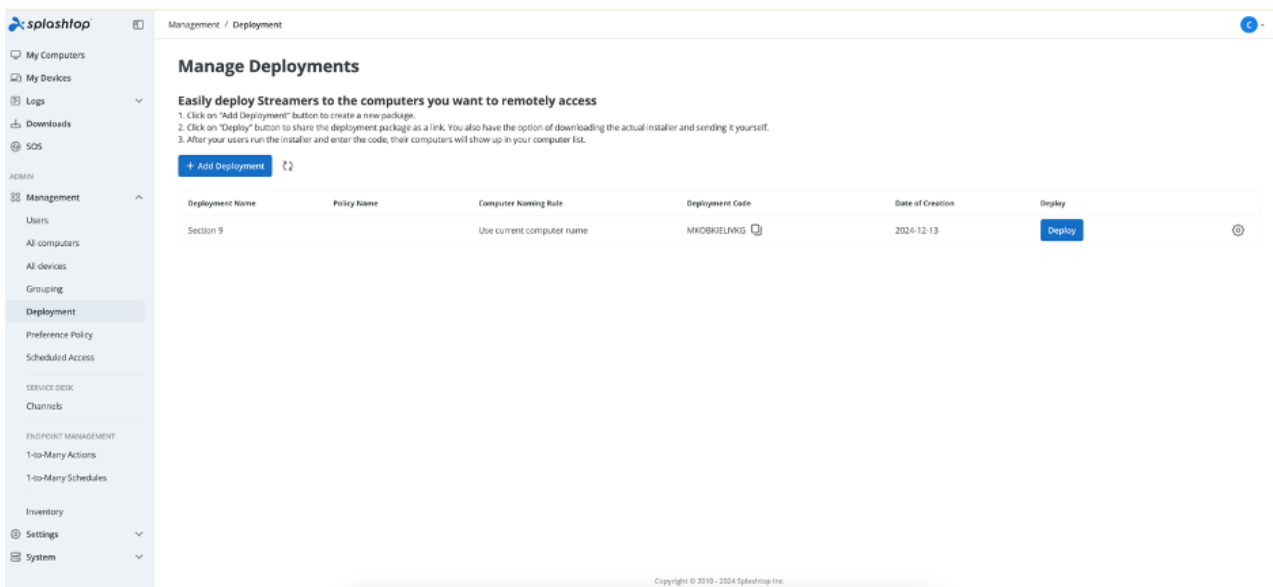 splashtop
Management / Deployment
C
My Computers
My Devices
Logs
Downloads
SOS
ADMIN
Management
Users
All computers
All devices
Grouping
Deployment
Preference Policy
Scheduled Access
SERVICE DESK
Channels
ENDPOINT MANAGEMENT
1-to-Many Actions
1-to-Many Schedules
Inventory
Settings
System
Manage Deployments
Easily deploy Streamers to the computers you want to remotely access
1. Click on "Add Deployment" button to create a new package.
2. Click on "Deploy" button to share the deployment package as a link. You also have the option of downloading the actual installer and sending it yourself.
3. After your users run the installer and enter the code, their computers will show up in your computer list.
+ Add Deployment
Deployment Name Policy Name Computer Naming Rule Deployment Code Date of Creation Deploy
Section 9 Use current computer name MKOBKIELIVKG 2024-12-13 Deploy
Copyright © 2010 - 2024 Splashtop Inc.